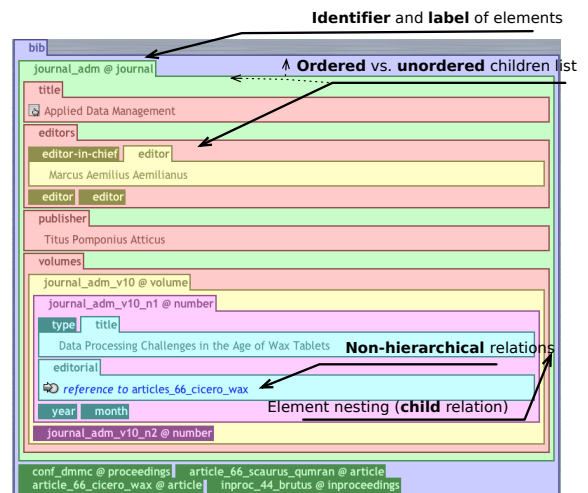 Identifier and label of elements
bib
journal_adm @ journal
Ordered vs. unordered children list
title
Applied Data Management
editors
editor-in-chief editor
Marcus Aemilius Aemilianus
editor editor
publisher
Titus Pomponius Atticus
volumes
journal_adm_v10 @ volume
journal_adm_v10_n1 @ number
type title
Data Processing Challenges in the Age of Wax Tablets
Non-hierarchical relations
editorial
reference to articles_66_cicero_wax
Element nesting (child relation)
year month
journal_adm_v10_n2 @ number
conf_dmmc @ proceedings article_66_scaurus_qumran @ article
article_66_cicero_wax @ article inproc_44_brutus @ inproceedings